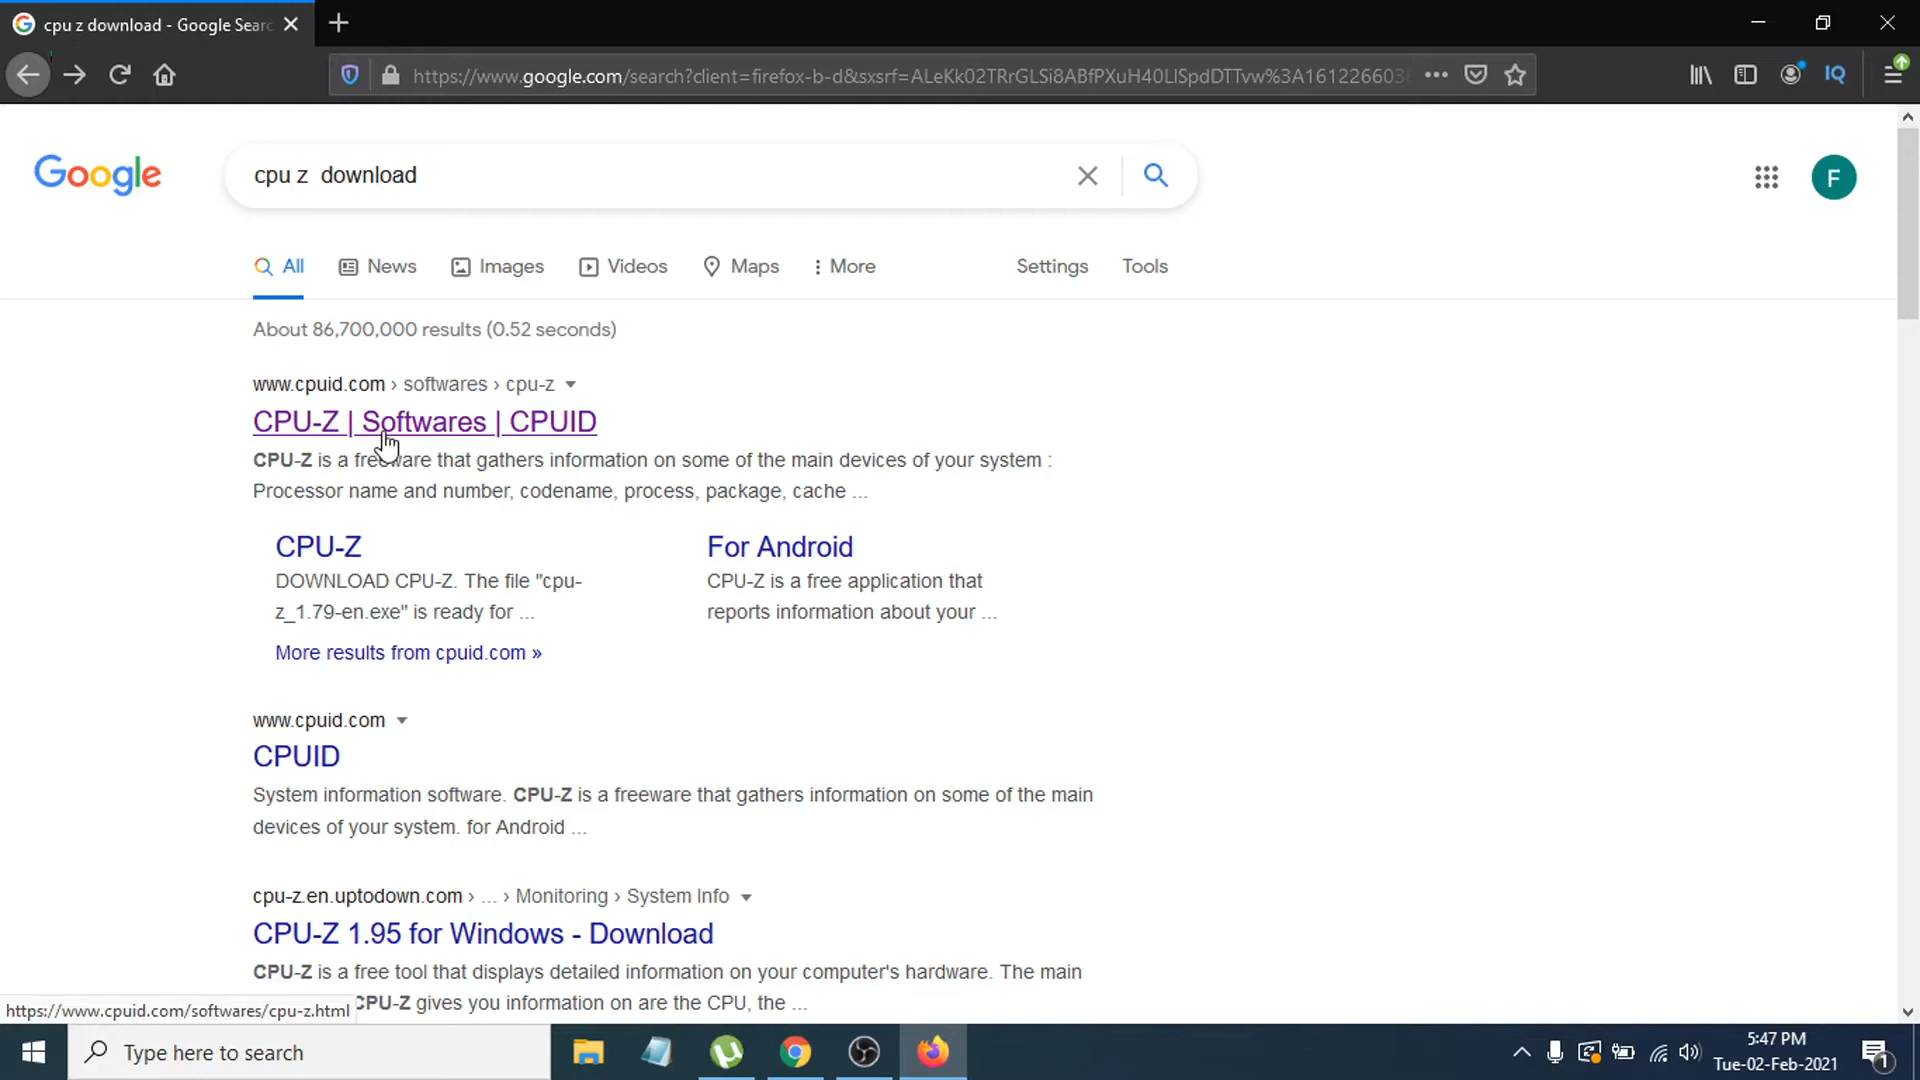 cpu z download - Google Searc
https://www.google.com/search?client=firefox-b-d&sxsrf=ALeKk02TRrGLSi8ABfPXuH40LlSpdDTTvw%3A1612266036
IQ
Google
cpu z  download
F
All News Images Videos Maps More Settings Tools
About 86,700,000 results (0.52 seconds)
www.cpuid.com › softwares › cpu-z
CPU-Z | Softwares | CPUID
CPU-Z is a freeware that gathers information on some of the main devices of your system :
Processor name and number, codename, process, package, cache ...
CPU-Z
DOWNLOAD CPU-Z. The file "cpu-
z_1.79-en.exe" is ready for ...
For Android
CPU-Z is a free application that
reports information about your ...
More results from cpuid.com »
www.cpuid.com
CPUID
System information software. CPU-Z is a freeware that gathers information on some of the main
devices of your system. for Android ...
cpu-z.en.uptodown.com › ... › Monitoring › System Info
CPU-Z 1.95 for Windows - Download
CPU-Z is a free tool that displays detailed information on your computer's hardware. The main
CPU-Z gives you information on are the CPU, the ...
https://www.cpuid.com/softwares/cpu-z.html
Type here to search
5:47 PM
Tue-02-Feb-2021
1